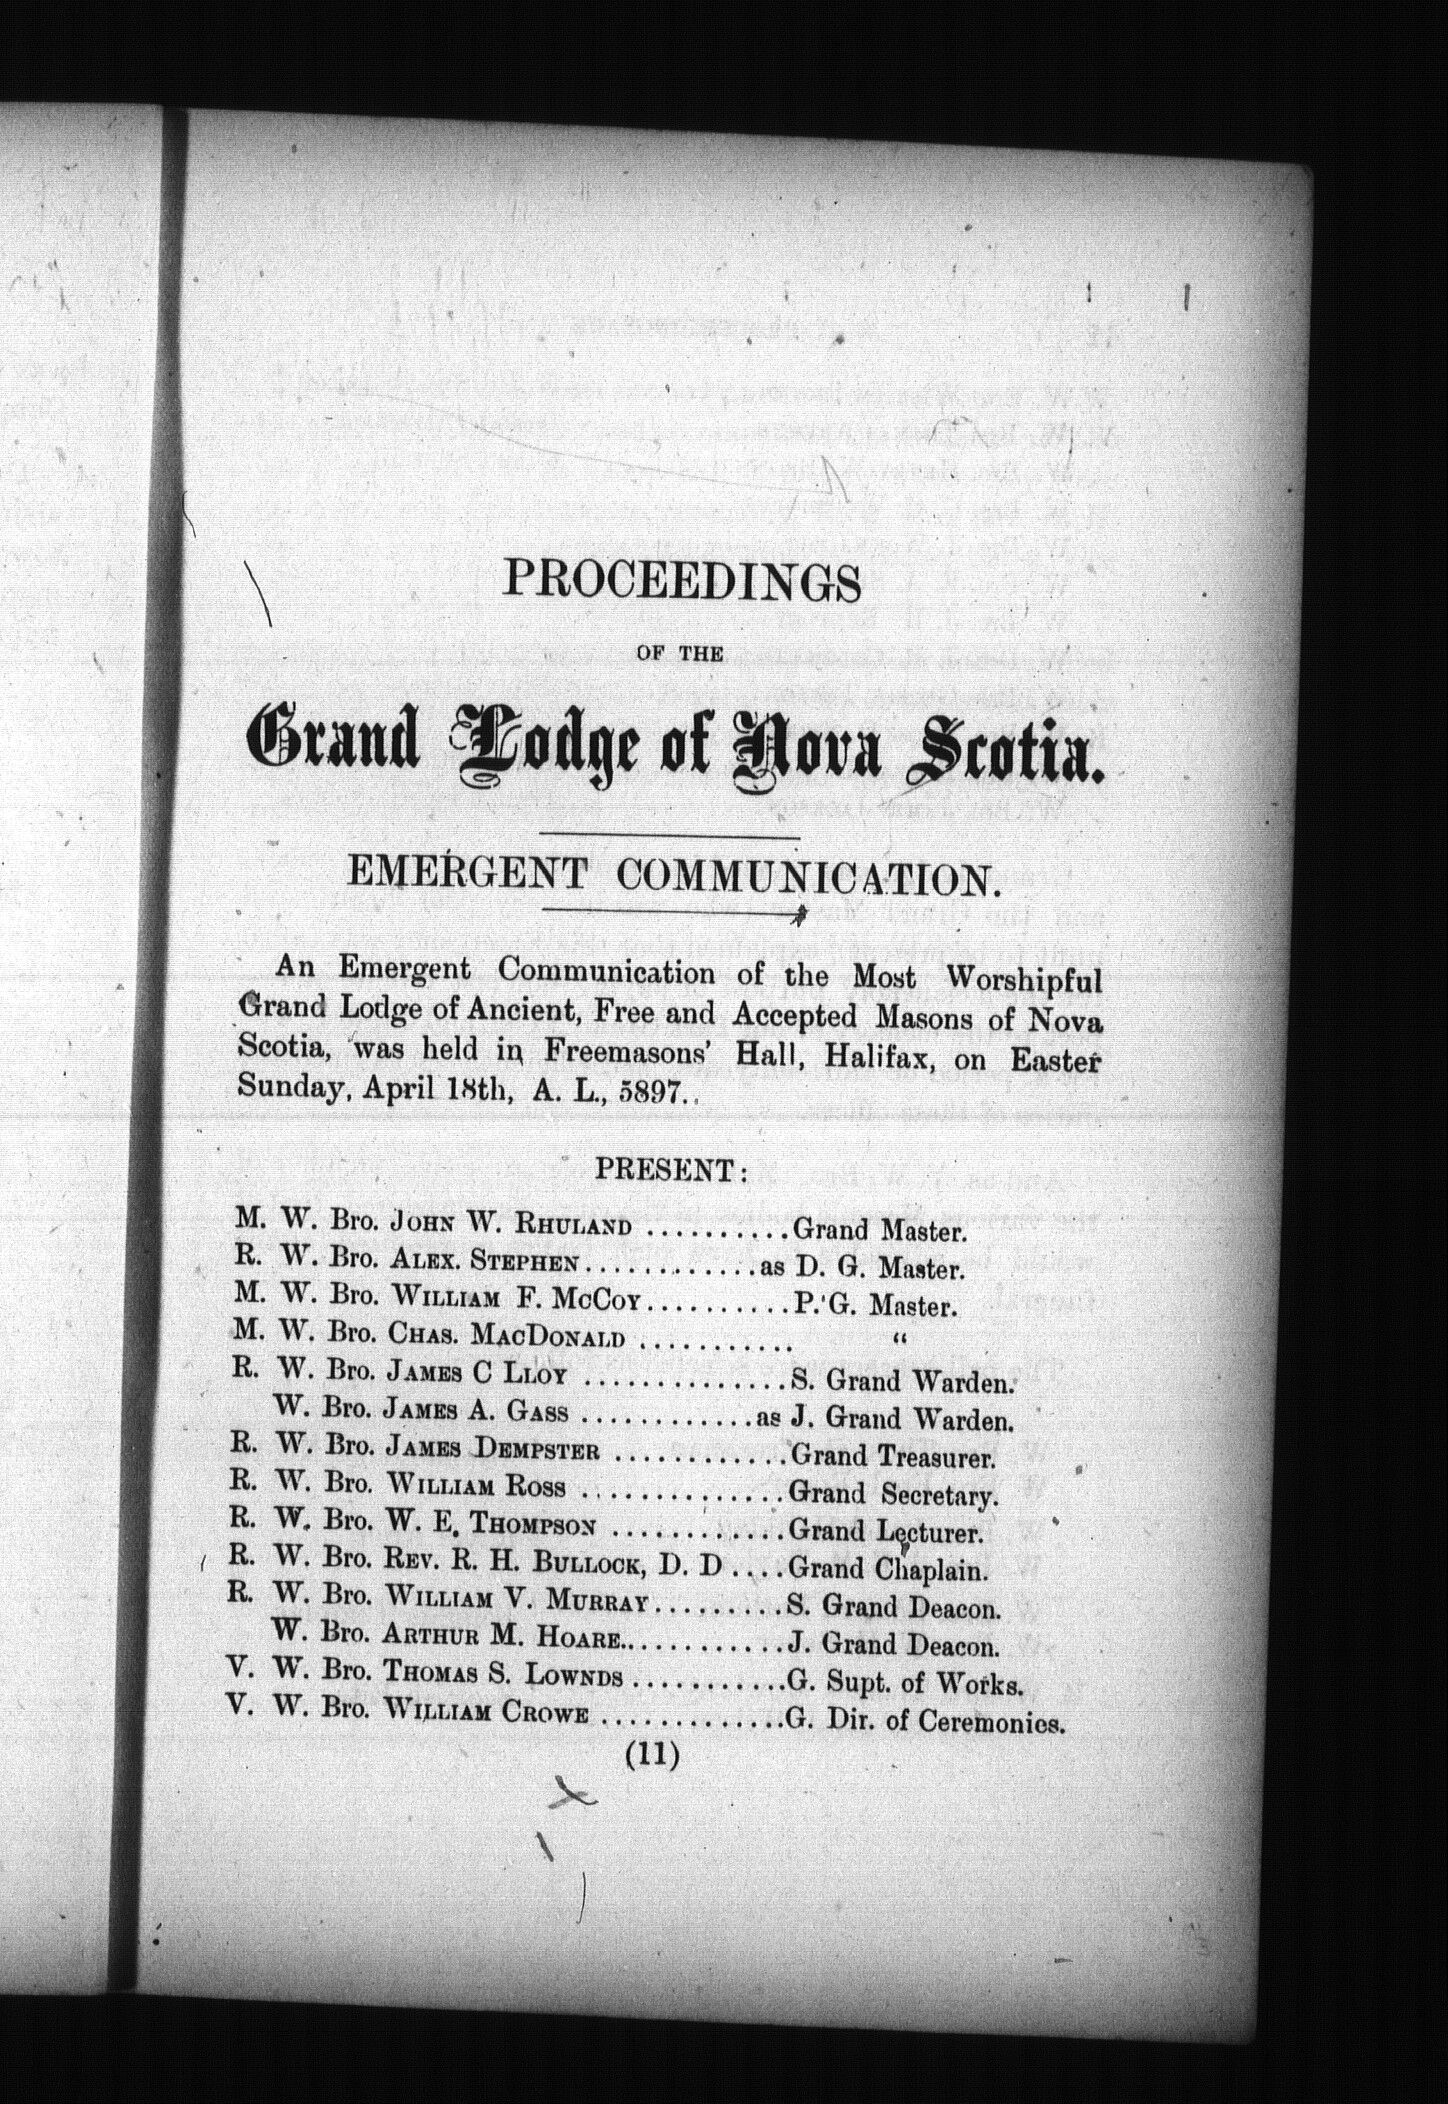 PROCEEDINGS
OF THE
Grand Lodge of Nova Scotia.
EMERGENT COMMUNICATION.
An Emergent Communication of the Most Worshipful
Grand Lodge of Ancient, Free and Accepted Masons of Nova
Scotia, was held in Freemasons' Hall, Halifax, on Easter
Sunday, April 18th, A. L., 5897.
PRESENT:
M. W. Bro. JOHN W. RHULAND .......... Grand Master.
R. W. Bro. ALEX. STEPHEN ............ as D. G. Master.
M. W. Bro. WILLIAM F. MCCOY .......... P. G. Master.
M. W. Bro. CHAS. MACDONALD ........... “
R. W. Bro. JAMES C LLOY .............. S. Grand Warden.
W. Bro. JAMES A. GASS ............ as J. Grand Warden.
R. W. Bro. JAMES DEMPSTER ............ Grand Treasurer.
R. W. Bro. WILLIAM ROSS .............. Grand Secretary.
R. W. Bro. W. E. THOMPSON ............ Grand Lecturer.
R. W. Bro. REV. R. H. BULLOCK, D. D .... Grand Chaplain.
R. W. Bro. WILLIAM V. MURRAY ......... S. Grand Deacon.
W. Bro. ARTHUR M. HOARE ............ J. Grand Deacon.
V. W. Bro. THOMAS S. LOWNDS ........... G. Supt. of Works.
V. W. Bro. WILLIAM CROWE ............. G. Dir. of Ceremonies.
(11)